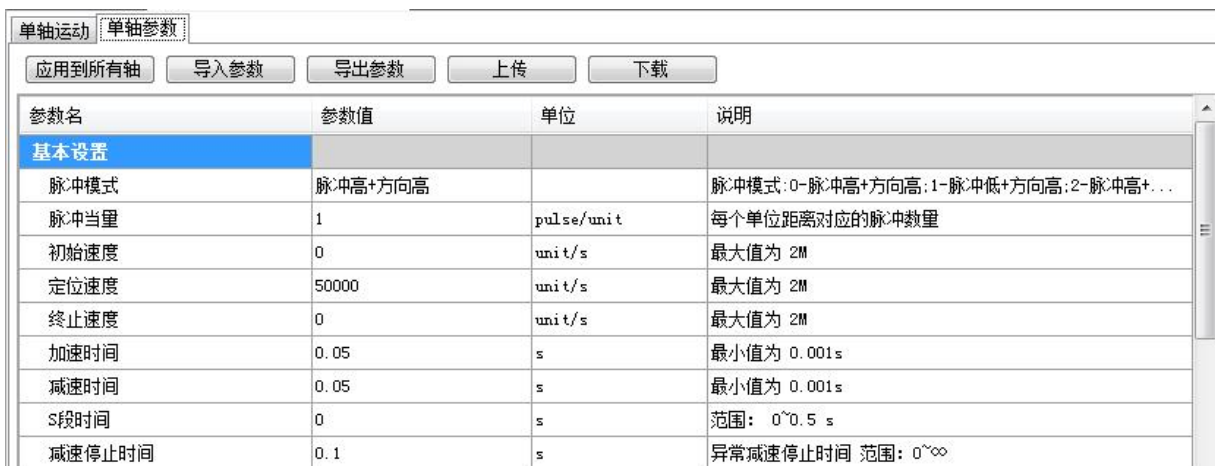 单轴运动 单轴参数
应用到所有轴 导入参数 导出参数 上传 下载
参数名 参数值 单位 说明
基本设置
脉冲模式 脉冲高+方向高 脉冲模式:0-脉冲高+方向高;1-脉冲低+方向高;2-脉冲高+...
脉冲当量 1 pulse/unit 每个单位距离对应的脉冲数量
初始速度 0 unit/s 最大值为 2M
定位速度 50000 unit/s 最大值为 2M
终止速度 0 unit/s 最大值为 2M
加速时间 0.05 s 最小值为 0.001s
减速时间 0.05 s 最小值为 0.001s
S段时间 0 s 范围: 0~0.5 s
减速停止时间 0.1 s 异常减速停止时间 范围:0~∞